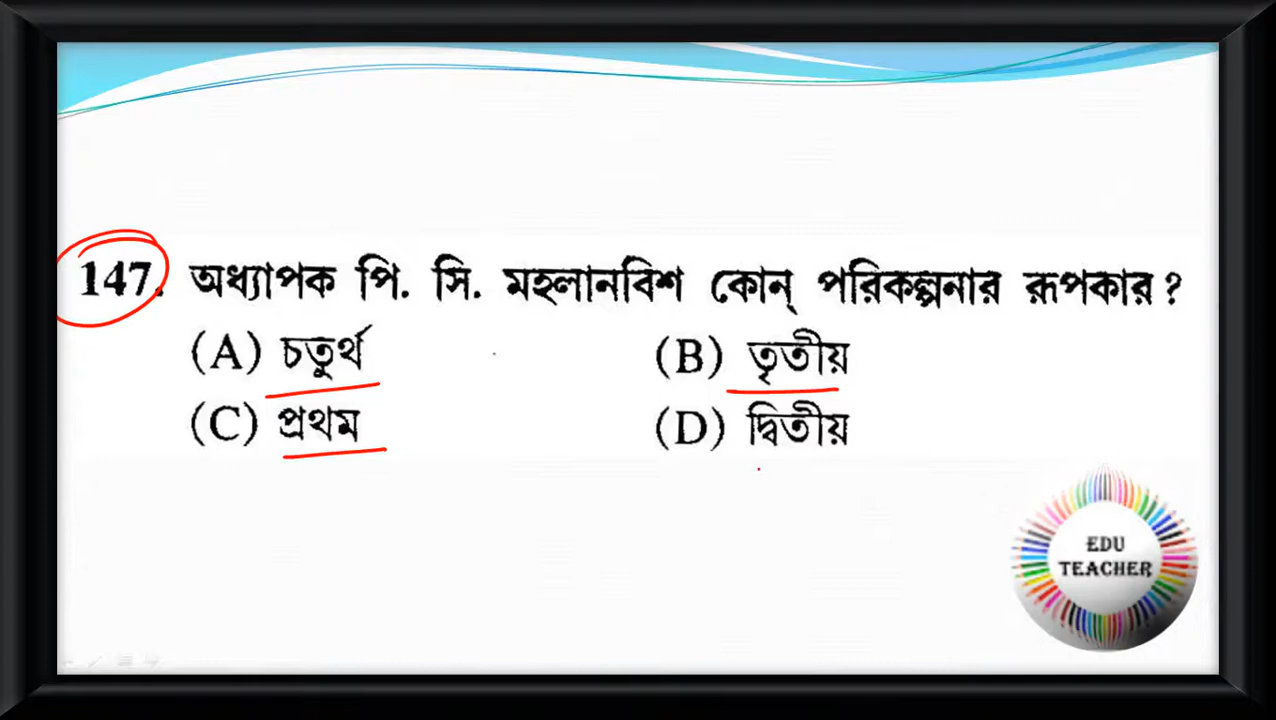 147. অধ্যাপক পি. সি. মহলানবিশ কোন্ পরিকল্পনার রূপকার?
(A) চতুর্থ (B) তৃতীয়
(C) প্রথম (D) দ্বিতীয়
EDU
TEACHER